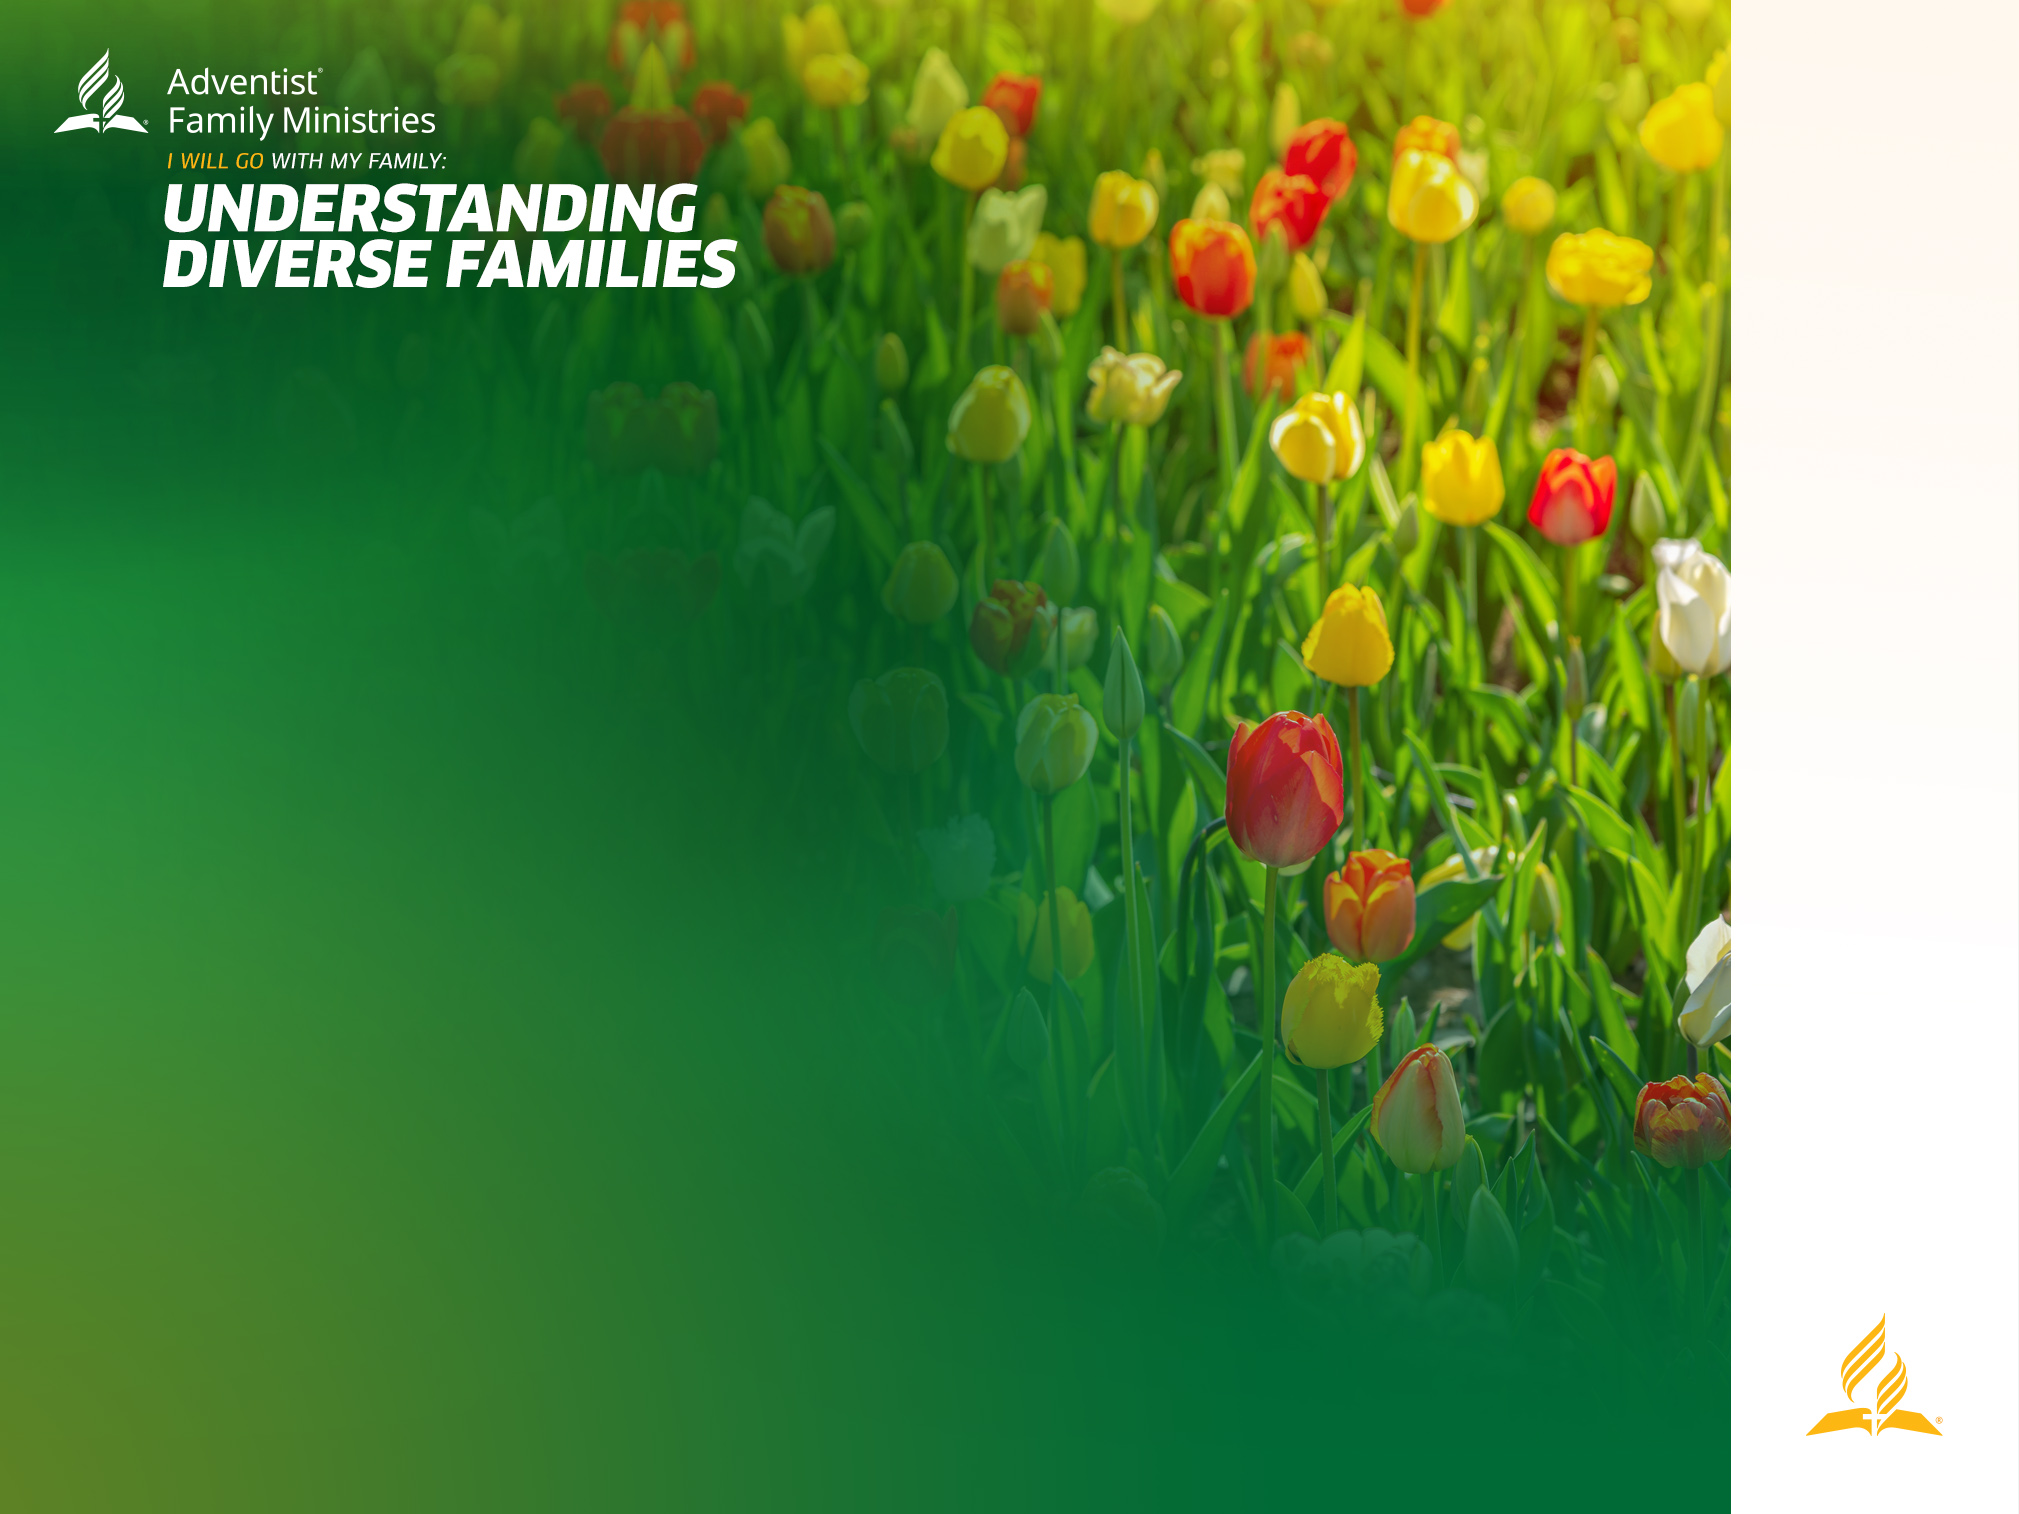 Adventist®
Family Ministries
I WILL GO WITH MY FAMILY:
UNDERSTANDING
DIVERSE FAMILIES